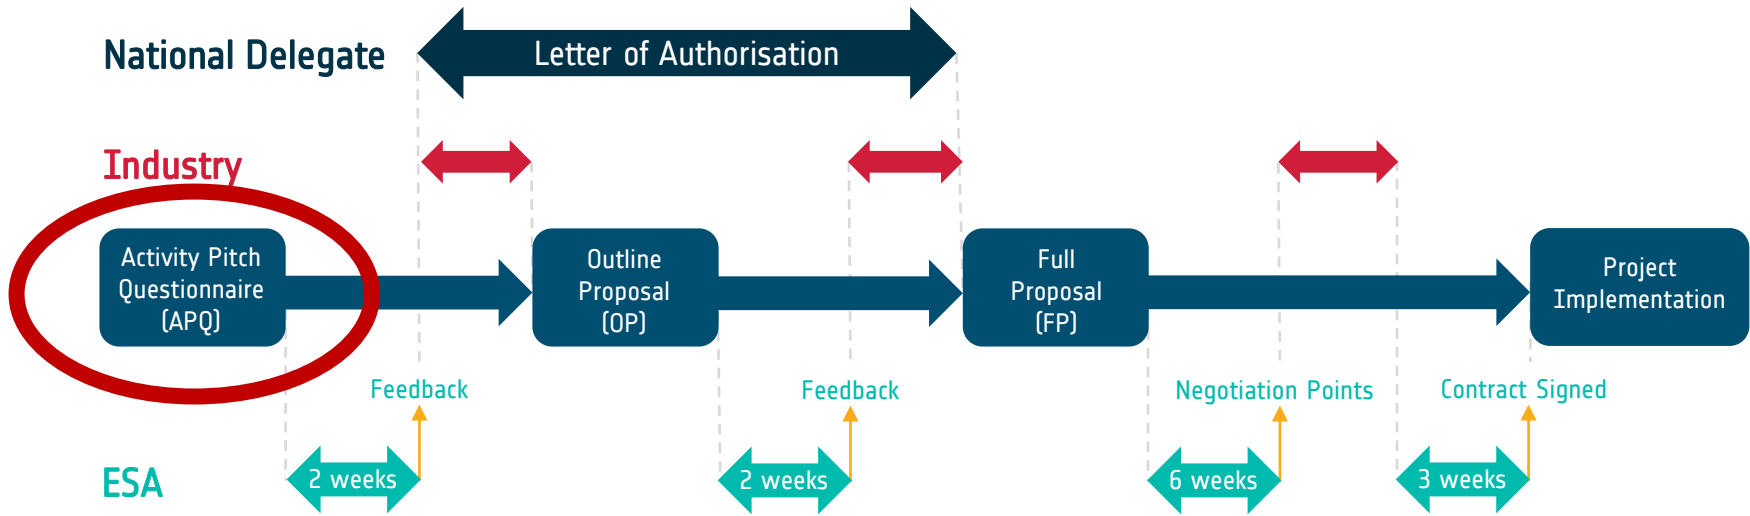 National Delegate
Letter of Authorisation
Industry
Activity Pitch
Questionnaire
(APQ)
Outline
Proposal
(OP)
Full
Proposal
(FP)
Project
Implementation
Feedback
Feedback
Negotiation Points
Contract Signed
ESA
2 weeks
2 weeks
6 weeks
3 weeks